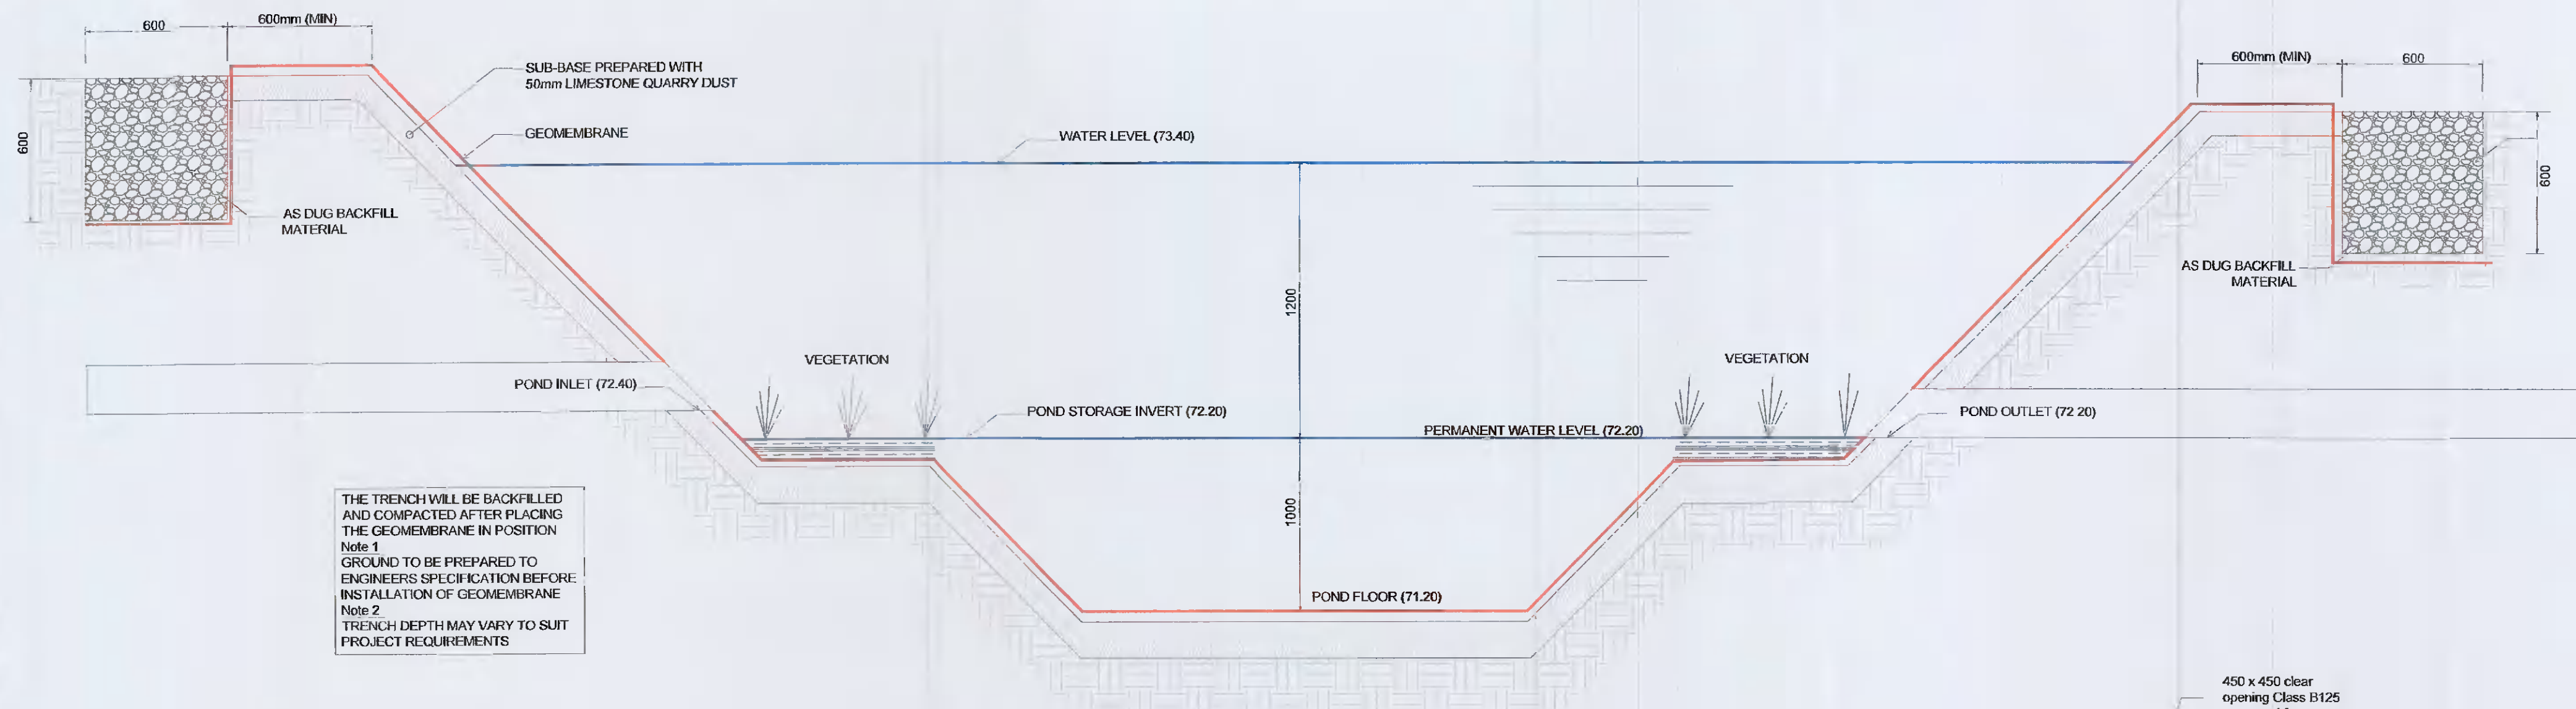 600
600mm (MIN)
SUB-BASE PREPARED WITH
50mm LIMESTONE QUARRY DUST
GEOMEMBRANE
WATER LEVEL (73.40)
600mm (MIN)
600
600
600
AS DUG BACKFILL
MATERIAL
AS DUG BACKFILL
MATERIAL
1200
VEGETATION
VEGETATION
POND INLET (72.40)
POND STORAGE INVERT (72.20)
PERMANENT WATER LEVEL (72.20)
POND OUTLET (72 20)
1000
POND FLOOR (71.20)
THE TRENCH WILL BE BACKFILLED
AND COMPACTED AFTER PLACING
THE GEOMEMBRANE IN POSITION
Note 1
GROUND TO BE PREPARED TO
ENGINEERS SPECIFICATION BEFORE
INSTALLATION OF GEOMEMBRANE
Note 2
TRENCH DEPTH MAY VARY TO SUIT
PROJECT REQUIREMENTS
450 x 450 clear
opening Class B125